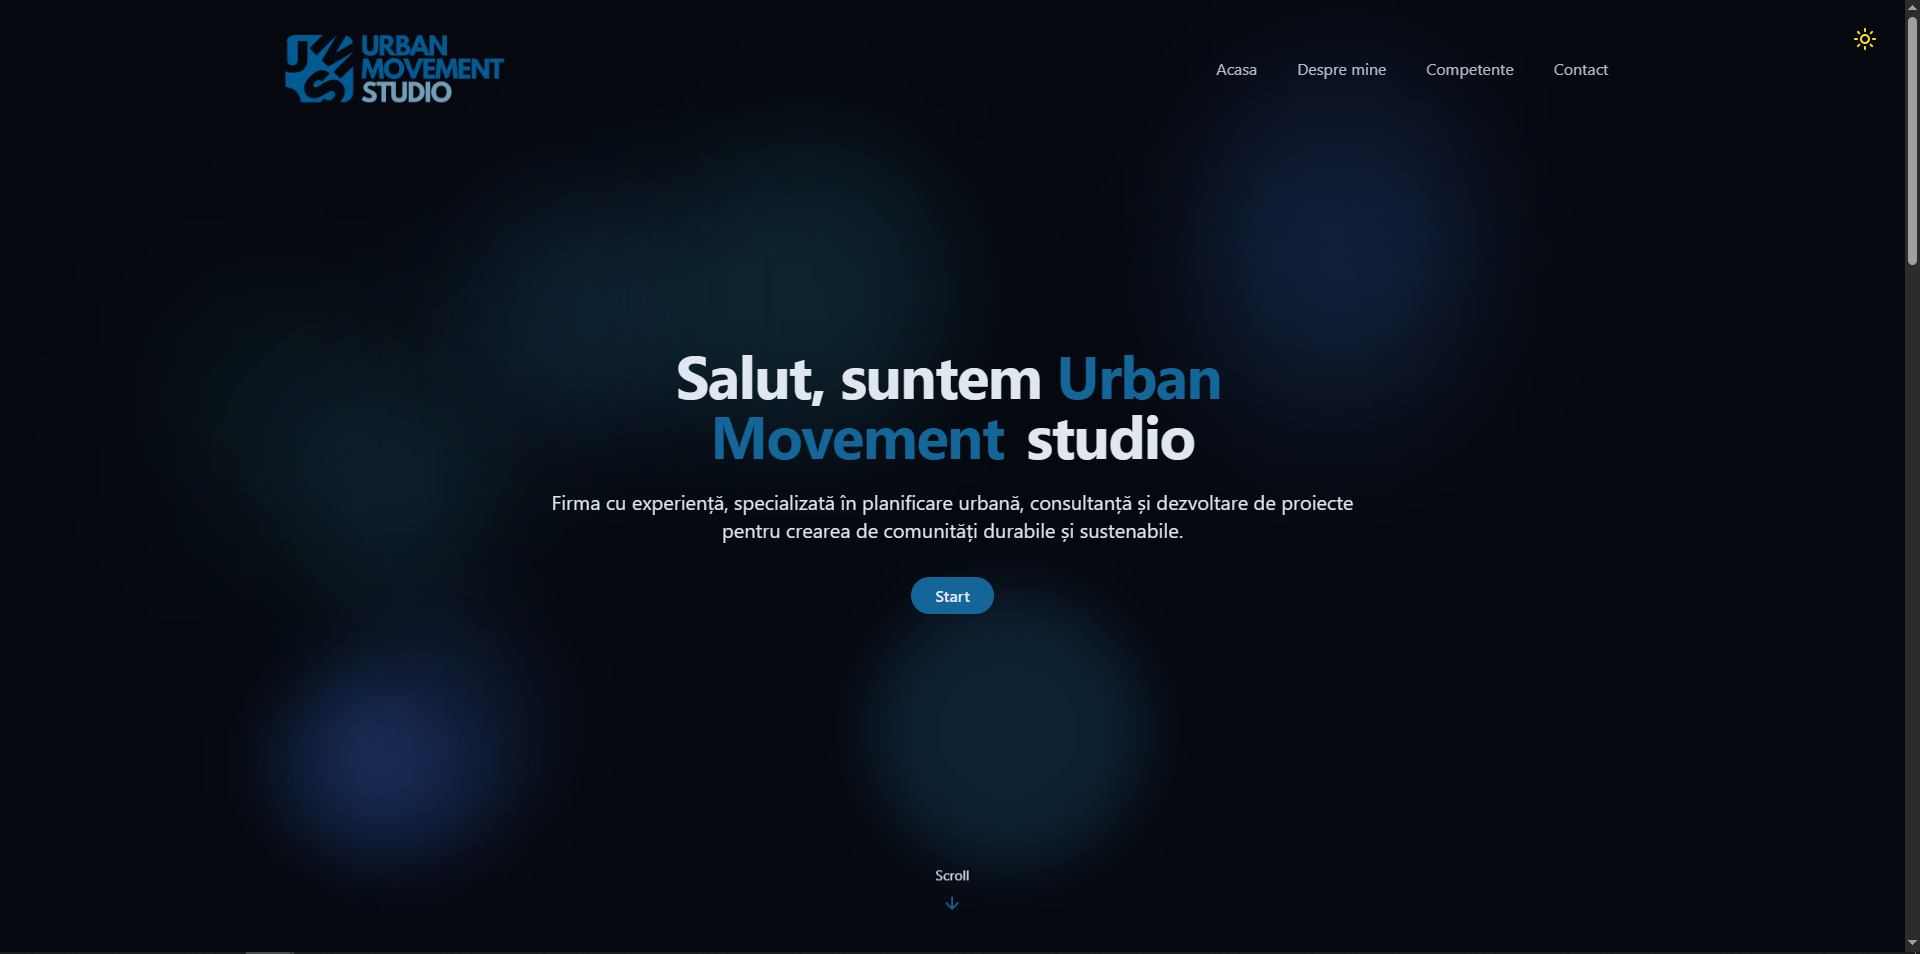 URBAN
MOVEMENT
STUDIO
Acasa
Despre mine
Competente
Contact
Salut, suntem Urban
Movement studio
Firma cu experiență, specializată în planificare urbană, consultanță și dezvoltare de proiecte
pentru crearea de comunități durabile și sustenabile.
Start
Scroll